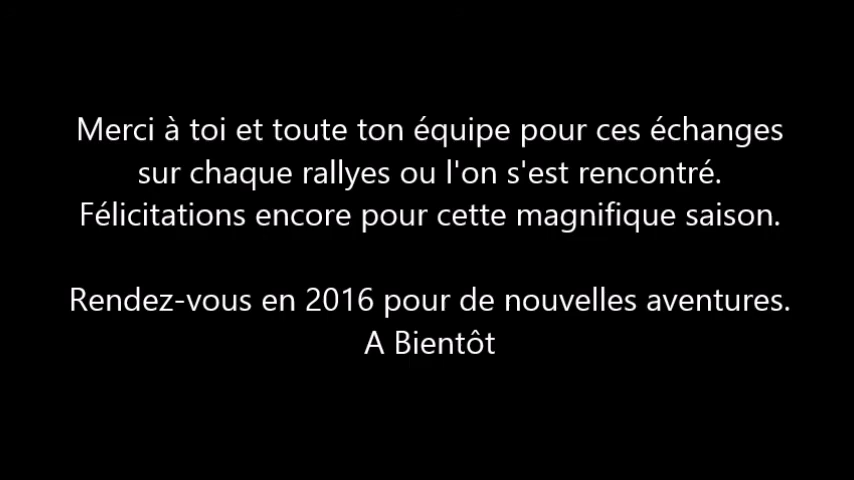 Merci à toi et toute ton équipe pour ces échanges
sur chaque rallyes ou l'on s'est rencontré.
Félicitations encore pour cette magnifique saison.
Rendez-vous en 2016 pour de nouvelles aventures.
A Bientôt